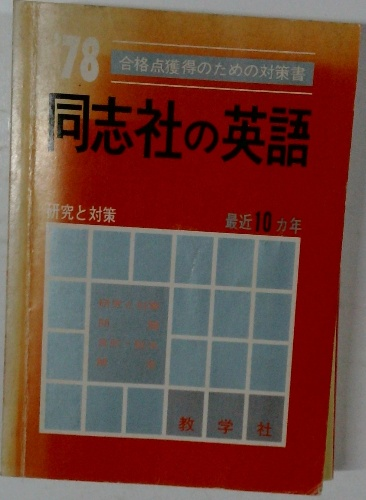 '78
合格点獲得のための対策書
同志社の英語
研究と対策
最近10カ年
教学社